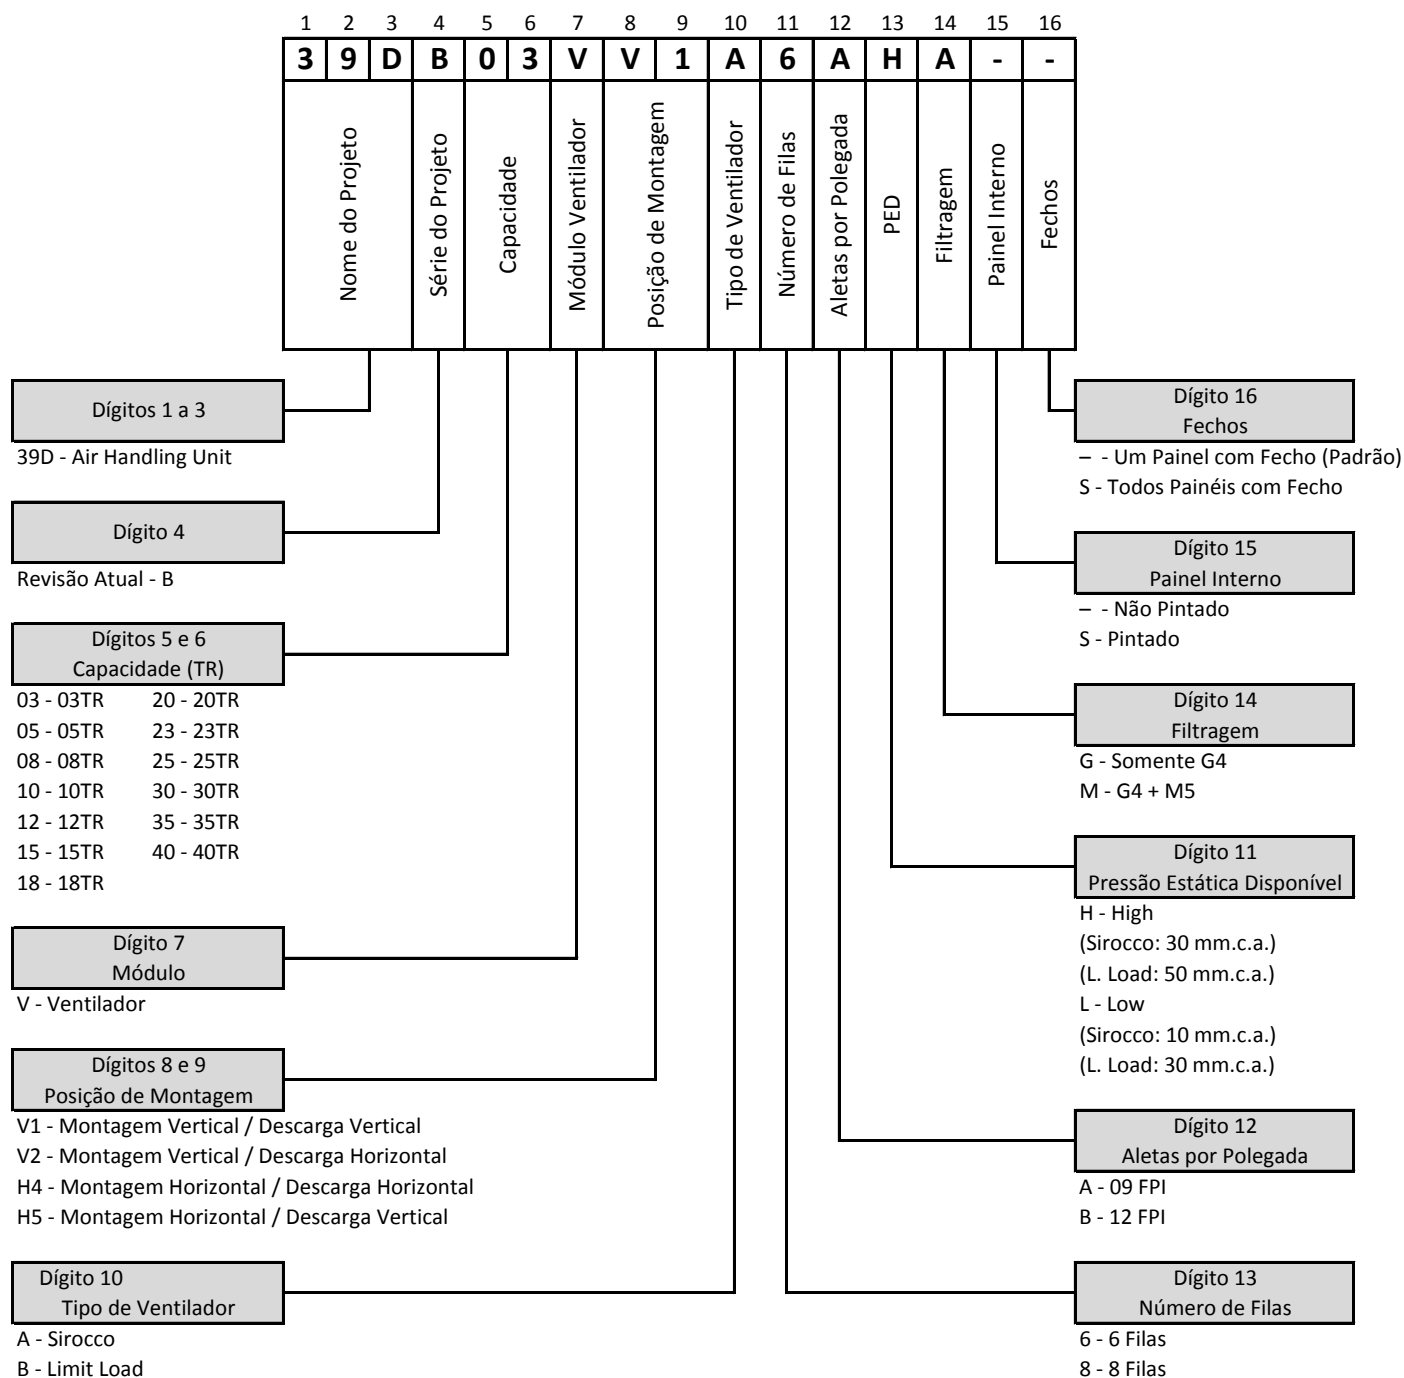 1 2 3 4 5 6 7 8 9 10 11 12 13 14 15 16
3 9 D B 0 3 V V 1 A 6 A H A - -
Nome do Projeto
Série do Projeto
Capacidade
Módulo Ventilador
Posição de Montagem
Tipo de Ventilador
Número de Filas
Aletas por Polegada
PED
Filtragem
Painel Interno
Fechos
Dígitos 1 a 3
39D - Air Handling Unit
Dígito 4
Revisão Atual - B
Dígitos 5 e 6
Capacidade (TR)
03 - 03TR 20 - 20TR
05 - 05TR 23 - 23TR
08 - 08TR 25 - 25TR
10 - 10TR 30 - 30TR
12 - 12TR 35 - 35TR
15 - 15TR 40 - 40TR
18 - 18TR
Dígito 7
Módulo
V - Ventilador
Dígitos 8 e 9
Posição de Montagem
V1 - Montagem Vertical / Descarga Vertical
V2 - Montagem Vertical / Descarga Horizontal
H4 - Montagem Horizontal / Descarga Horizontal
H5 - Montagem Horizontal / Descarga Vertical
Dígito 10
Tipo de Ventilador
A - Sirocco
B - Limit Load
Dígito 16
Fechos
– - Um Painel com Fecho (Padrão)
S - Todos Painéis com Fecho
Dígito 15
Painel Interno
– - Não Pintado
S - Pintado
Dígito 14
Filtragem
G - Somente G4
M - G4 + M5
Dígito 11
Pressão Estática Disponível
H - High
(Sirocco: 30 mm.c.a.)
(L. Load: 50 mm.c.a.)
L - Low
(Sirocco: 10 mm.c.a.)
(L. Load: 30 mm.c.a.)
Dígito 12
Aletas por Polegada
A - 09 FPI
B - 12 FPI
Dígito 13
Número de Filas
6 - 6 Filas
8 - 8 Filas